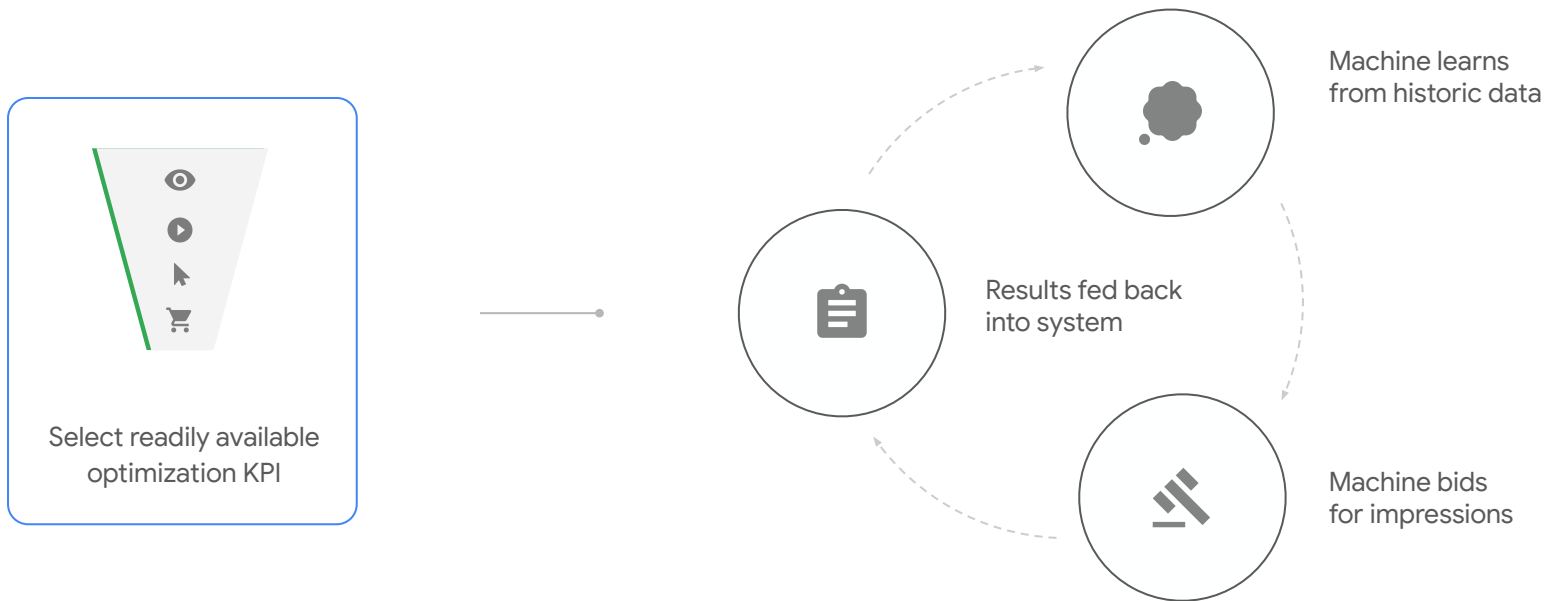 Select readily available
optimization KPI
Machine learns
from historic data
Results fed back
into system
Machine bids
for impressions